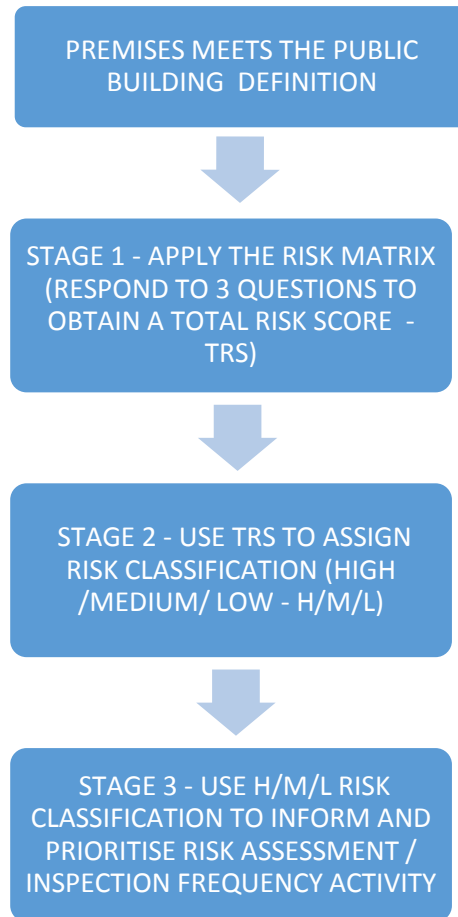 PREMISES MEETS THE PUBLIC
BUILDING DEFINITION
STAGE 1 - APPLY THE RISK MATRIX
(RESPOND TO 3 QUESTIONS TO
OBTAIN A TOTAL RISK SCORE -
TRS)
STAGE 2 - USE TRS TO ASSIGN
RISK CLASSIFICATION (HIGH
/MEDIUM/ LOW - H/M/L)
STAGE 3 - USE H/M/L RISK
CLASSIFICATION TO INFORM AND
PRIORITISE RISK ASSESSMENT /
INSPECTION FREQUENCY ACTIVITY